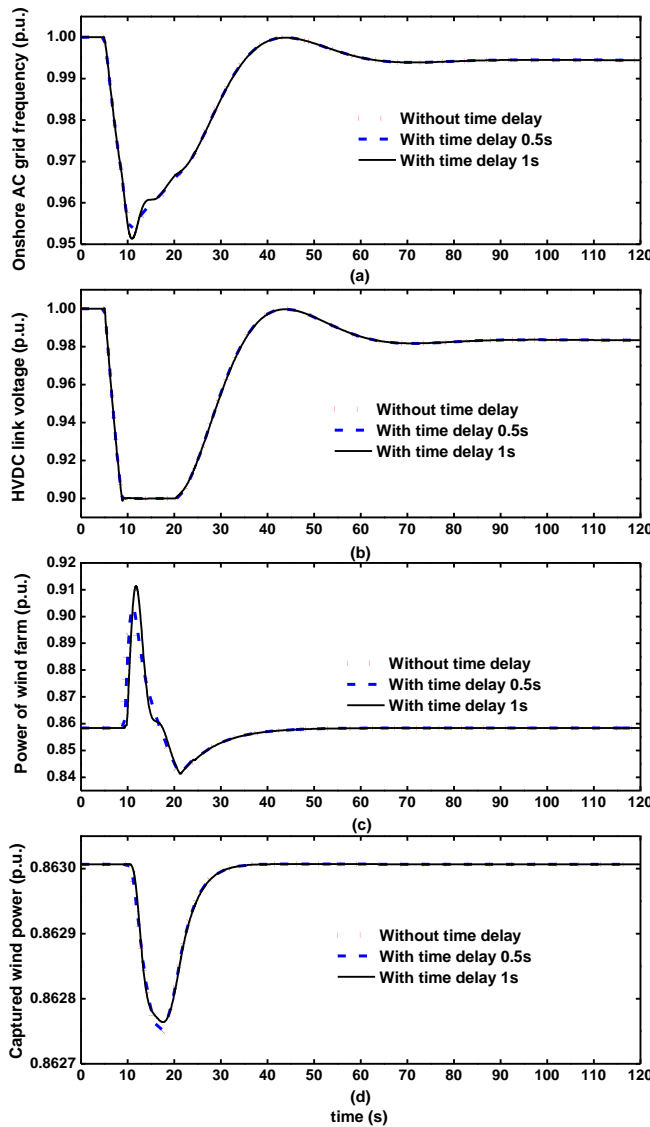 1.00
0.99
0.98
0.97
0.96
0.95
Onshore AC grid frequency (p.u.)
Without time delay
With time delay 0.5s
With time delay 1s
0 10 20 30 40 50 60 70 80 90 100 110 120
(a)
1.00
0.98
0.96
0.94
0.92
0.90
HVDC link voltage (p.u.)
Without time delay
With time delay 0.5s
With time delay 1s
0 10 20 30 40 50 60 70 80 90 100 110 120
(b)
0.92
0.91
0.90
0.89
0.88
0.87
0.86
0.85
0.84
Power of wind farm (p.u.)
Without time delay
With time delay 0.5s
With time delay 1s
0 10 20 30 40 50 60 70 80 90 100 110 120
(c)
0.8630
0.8629
0.8628
0.8627
Captured wind power (p.u.)
Without time delay
With time delay 0.5s
With time delay 1s
0 10 20 30 40 50 60 70 80 90 100 110 120
(d)
time (s)